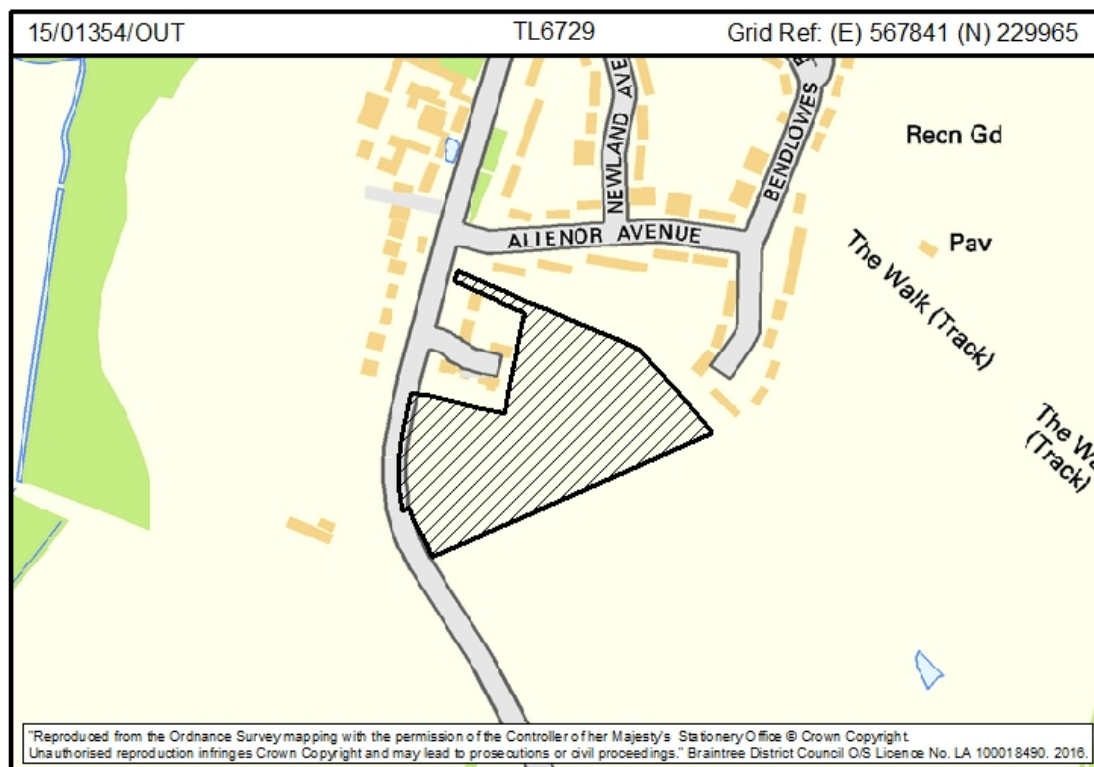 15/01354/OUT TL6729 Grid Ref: (E) 567841 (N) 229965
NEWLAND AVE
BENDLOWES
Recn Gd
ALIENOR AVENUE
Pav
The Walk (Track)
The Wa
(Track)
"Reproduced from the Ordnance Survey mapping with the permission of the Controller of her Majesty's Stationery Office © Crown Copyright.
Unauthorised reproduction infringes Crown Copyright and may lead to prosecutions or civil proceedings." Braintree District Council O/S Licence No. LA 100018490. 2016.